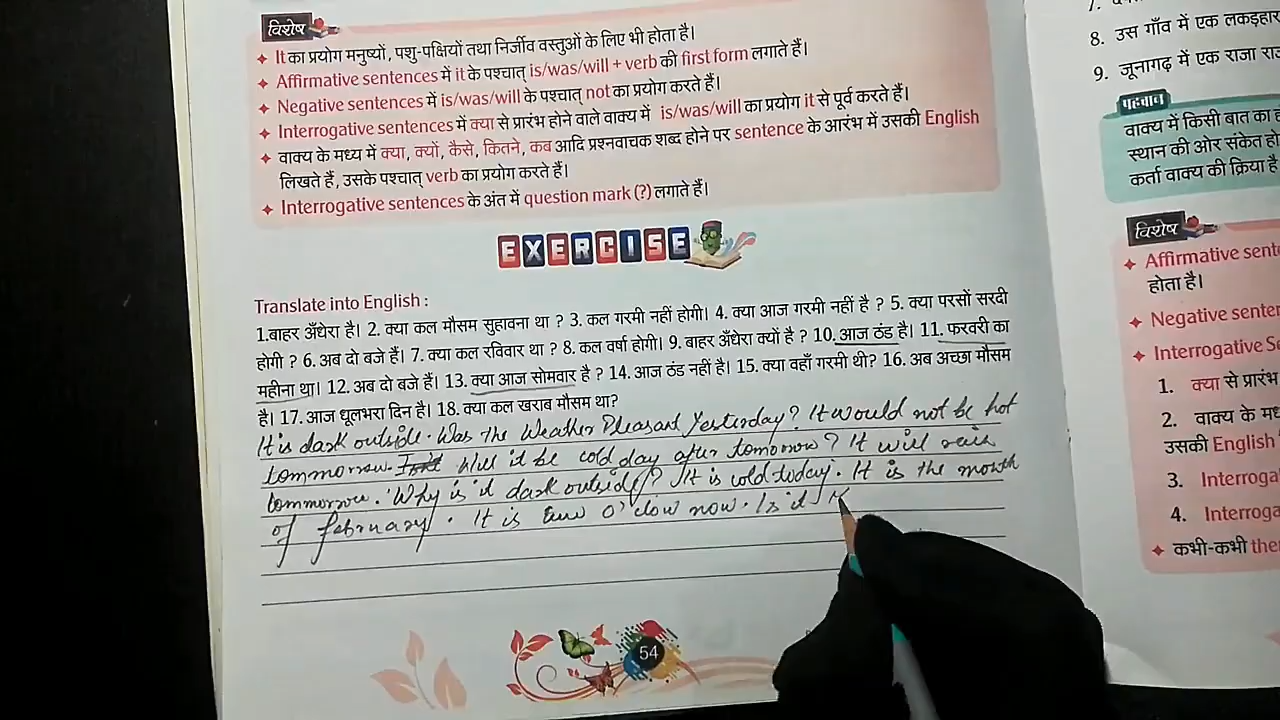 विशेष
It का प्रयोग मनुष्यों, पशु-पक्षियों तथा निर्जीव वस्तुओं के लिए भी होता है।
Affirmative sentences में it के पश्चात् is/was/will + verb की first form लगाते हैं।
Negative sentences में is/was/will के पश्चात् not का प्रयोग करते हैं।
Interrogative sentences में क्या से प्रारंभ होने वाले वाक्य में is/was/will का प्रयोग it से पूर्व करते हैं।
वाक्य के मध्य में क्या, क्यों, कैसे, कितने, कब आदि प्रश्नवाचक शब्द होने पर sentence के आरंभ में उसकी English
लिखते हैं, उसके पश्चात् verb का प्रयोग करते हैं।
Interrogative sentences के अंत में question mark (?) लगाते हैं।
EXERCISE
Translate into English :
1.बाहर अँधेरा है। 2. क्या कल मौसम सुहावना था ? 3. कल गरमी नहीं होगी। 4. क्या आज गरमी नहीं है ? 5. क्या परसों सरदी
होगी ? 6. अब दो बजे हैं। 7. क्या कल रविवार था ? 8. कल वर्षा होगी। 9. बाहर अँधेरा क्यों है ? 10. आज ठंड है। 11. फरवरी का
महीना था। 12. अब दो बजे हैं। 13. क्या आज सोमवार है ? 14. आज ठंड नहीं है। 15. क्या वहाँ गरमी थी? 16. अब अच्छा मौसम
है। 17. आज धूलभरा दिन है। 18. क्या कल खराब मौसम था?
It is dark outside. Was the Weather Pleasant Yesterday? It would not be hot
tommorrow. Will it be cold day after tomorrow? It will rain
tommorrow. Why is it dark outside? It is cold today. It is the month
of february. It is two O' now. Is it
54
8. उस गाँव में एक लकड़हार
9. जूनागढ़ में एक राजा
पहचान
वाक्य में किसी बात का
स्थान की ओर संकेत हो
कर्ता वाक्य की क्रिया है
विशेष
Affirmative sent
होता है।
Negative senter
Interrogative Se
1. क्या से प्रारंभ
2. वाक्य के मध
उसकी English
3. Interroga
4. Interroga
कभी-कभी the